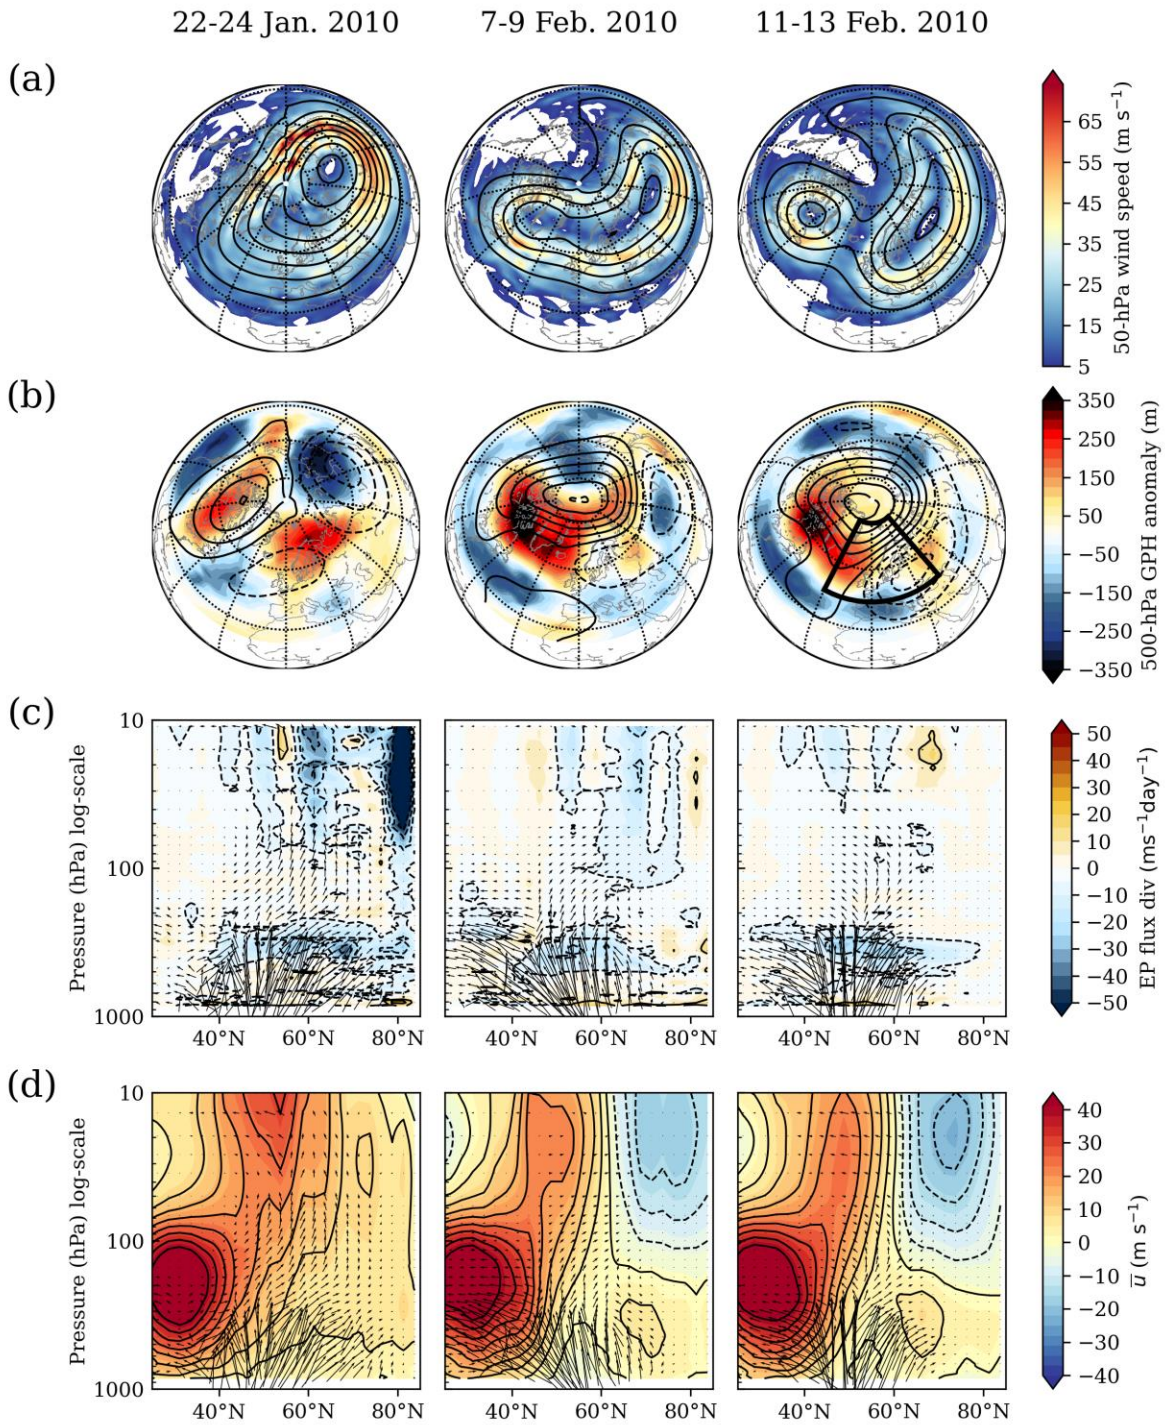 22-24 Jan. 2010
7-9 Feb. 2010
11-13 Feb. 2010
(a)
65
55
45
35
25
15
5
50-hPa wind speed (m s⁻¹)
(b)
350
250
150
50
−50
−150
−250
−350
500-hPa GPH anomaly (m)
(c)
Pressure (hPa) log-scale
10
100
1000
40°N
60°N
80°N
40°N
60°N
80°N
40°N
60°N
80°N
50
40
30
20
10
0
−10
−20
−30
−40
−50
EP flux div (ms⁻¹day⁻¹)
(d)
Pressure (hPa) log-scale
10
100
1000
40°N
60°N
80°N
40°N
60°N
80°N
40°N
60°N
80°N
40
30
20
10
0
−10
−20
−30
−40
u̅ (m s⁻¹)